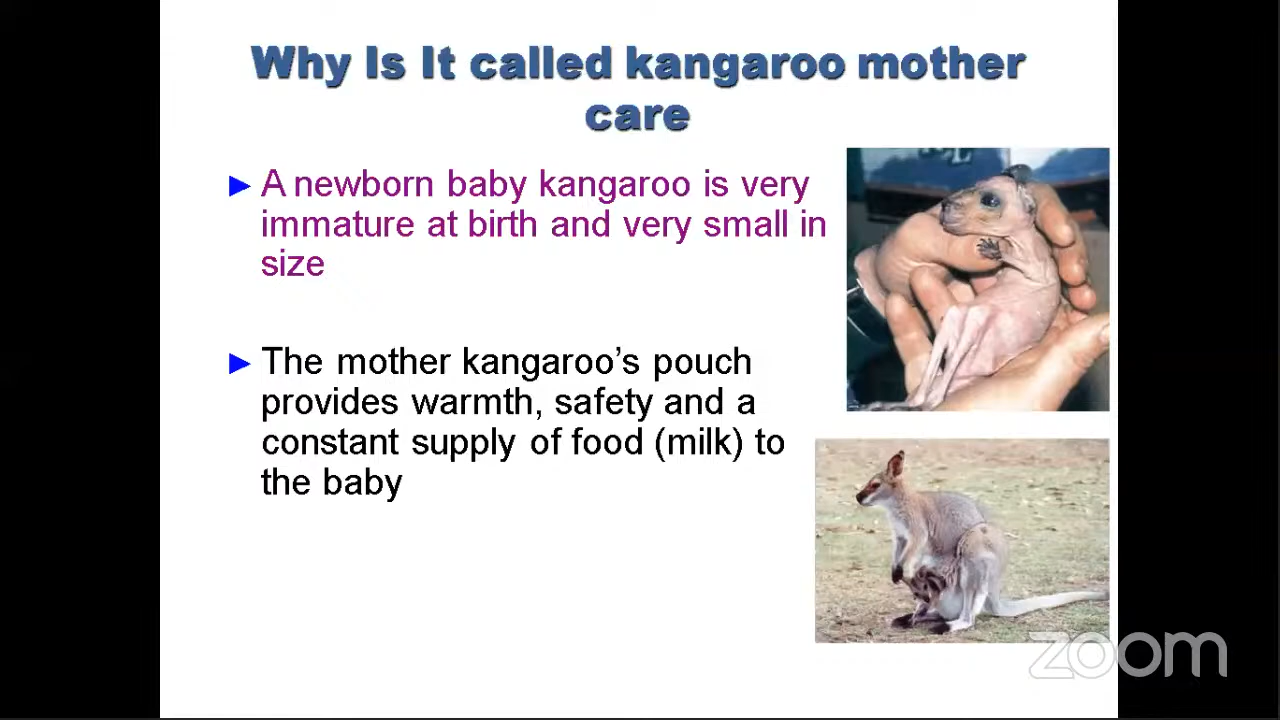 Why Is It called kangaroo mother
care
► A newborn baby kangaroo is very
immature at birth and very small in
size
► The mother kangaroo’s pouch
provides warmth, safety and a
constant supply of food (milk) to
the baby
zoom